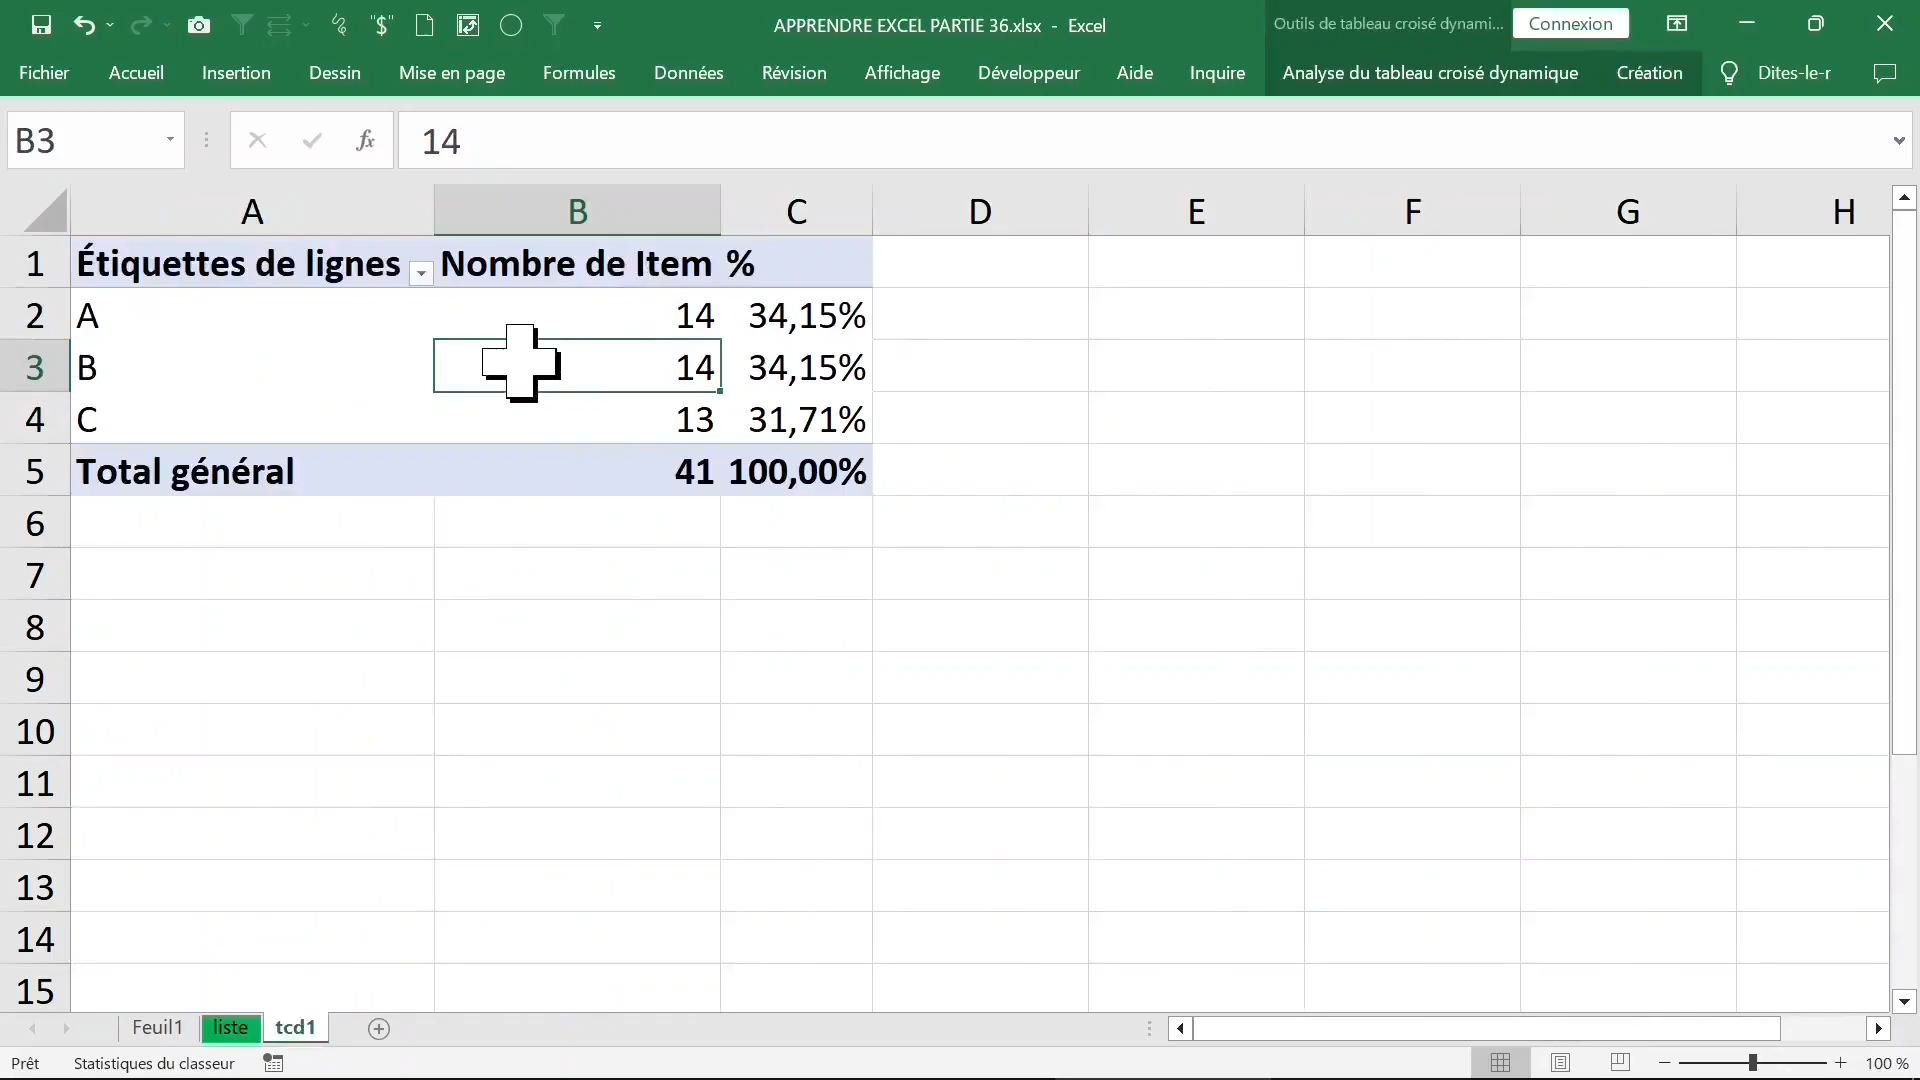 "$"
APPRENDRE EXCEL PARTIE 36.xlsx - Excel
Outils de tableau croisé dynami...
Connexion
Fichier Accueil Insertion Dessin Mise en page Formules Données Révision Affichage Développeur Aide Inquire Analyse du tableau croisé dynamique Création Dites-le-r
B3 fx 14
A B C D E F G H
1 Étiquettes de lignes Nombre de Item %
2 A 14 34,15%
3 B 14 34,15%
4 C 13 31,71%
5 Total général 41 100,00%
6
7
8
9
10
11
12
13
14
15
Feuil1 liste tcd1
Prêt Statistiques du classeur 100 %